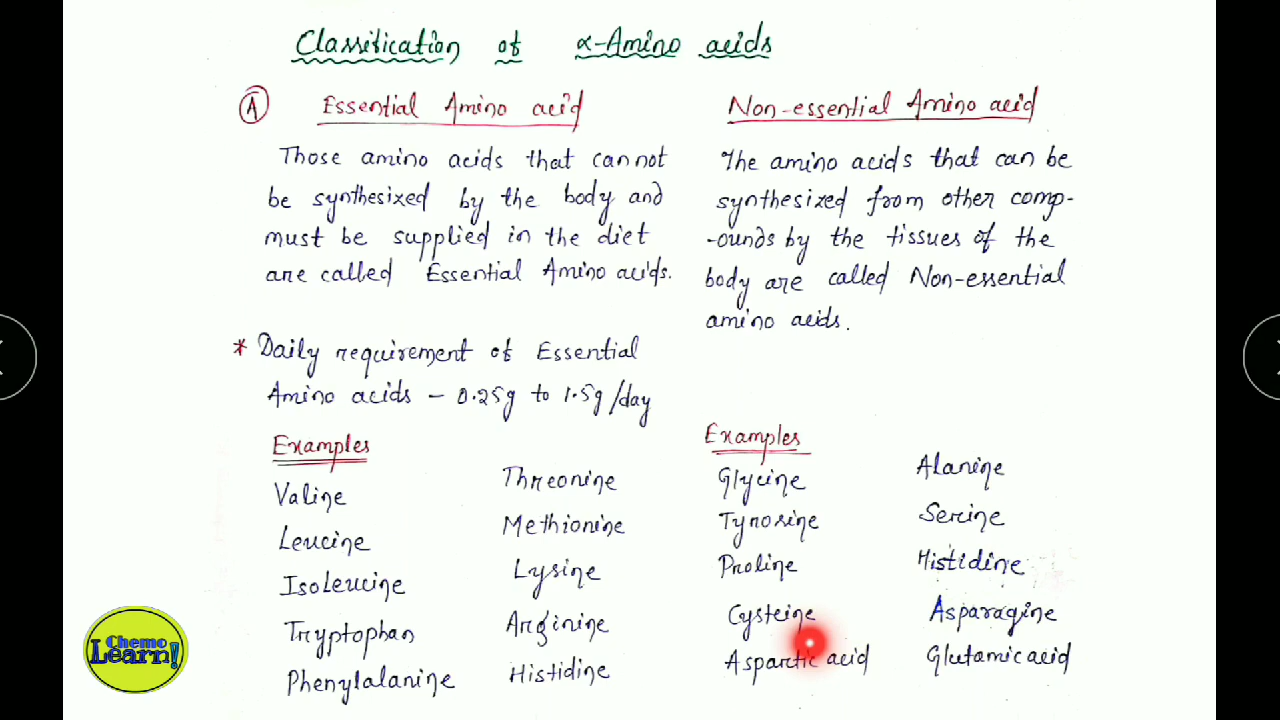 Classification of α-Amino acids
A Essential Amino acid
Those amino acids that cannot
be synthesized by the body and
must be supplied in the diet
are called Essential Amino acids.
* Daily requirement of Essential
Amino acids - 0.25g to 1.5g/day
Examples
Valine
Leucine
Isoleucine
Tryptophan
Phenylalanine
Threonine
Methionine
Lysine
Arginine
Histidine
Non-essential Amino acid
The amino acids that can be
synthesized from other comp-
-ounds by the tissues of the
body are called Non-essential
amino acids.
Examples
Glycine
Tyrosine
Proline
Cysteine
Aspartic acid
Alanine
Serine
Histidine
Asparagine
Glutamic acid
Chemo
Learn!